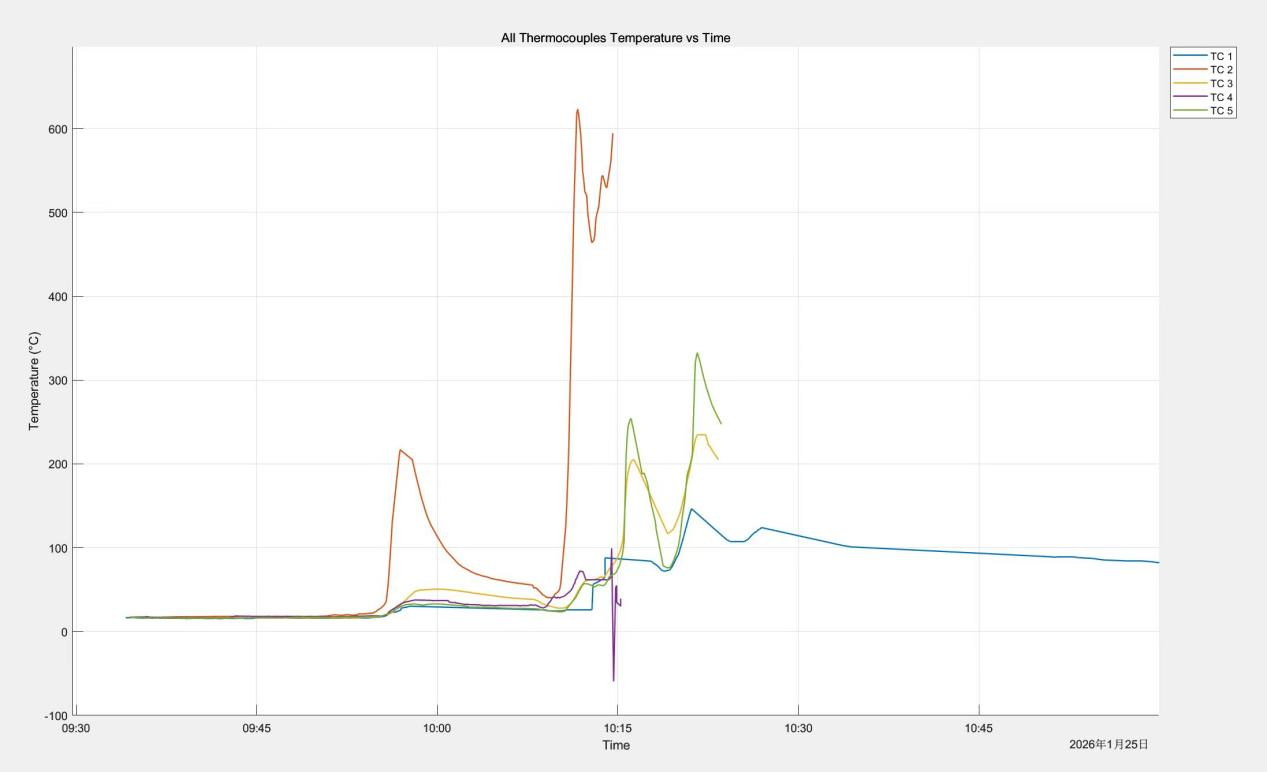 All Thermocouples Temperature vs Time
TC 1
TC 2
TC 3
TC 4
TC 5
600
500
400
300
200
100
0
-100
Temperature (°C)
09:30
09:45
10:00
10:15
10:30
10:45
Time
2026年1月25日